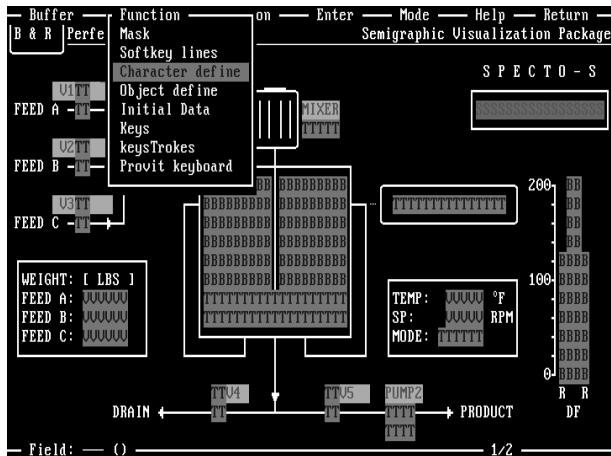 Buffer Function on Enter Mode Help Return
B & R Perfe Mask Semigraphic Visualization Package
Softkey lines
Character define
Object define
Initial Data
Keys
keysTrokes
Provit keyboard
S P E C T O - S
SSSSSSSSSSSSSSSS
V1TT
FEED A TT
MIXER
TTTTT
V2TT
FEED B TT
V3TT
FEED C TT
BB BBBBBBBBB
BBBBBBBBB BBBBBBBBB
BBBBBBBBB BBBBBBBBB
BBBBBBBBB BBBBBBBBB
BBBBBBBBB BBBBBBBBB
BBBBBBBBB BBBBBBBBB
TTTTTTTTTTTTTTTTTTT
TTTTTTTTTTTTTTTTTTT
TTTTTTTTTTTTTTT
200 BB
BB
BB
BB
BBBB
100 BBBB
BBBB
BBBB
BBBB
BBBB
0 BBBB
R R
DF
WEIGHT: [ LBS ]
FEED A: VVVVVV
FEED B: VVVVVV
FEED C: VVVVVV
TEMP: VVVVV °F
SP: VVVVV RPM
MODE: TTTTTT
TTV4 TTV5 PUMP2
DRAIN TT TT TTTT PRODUCT
TTTT
Field: () 1/2